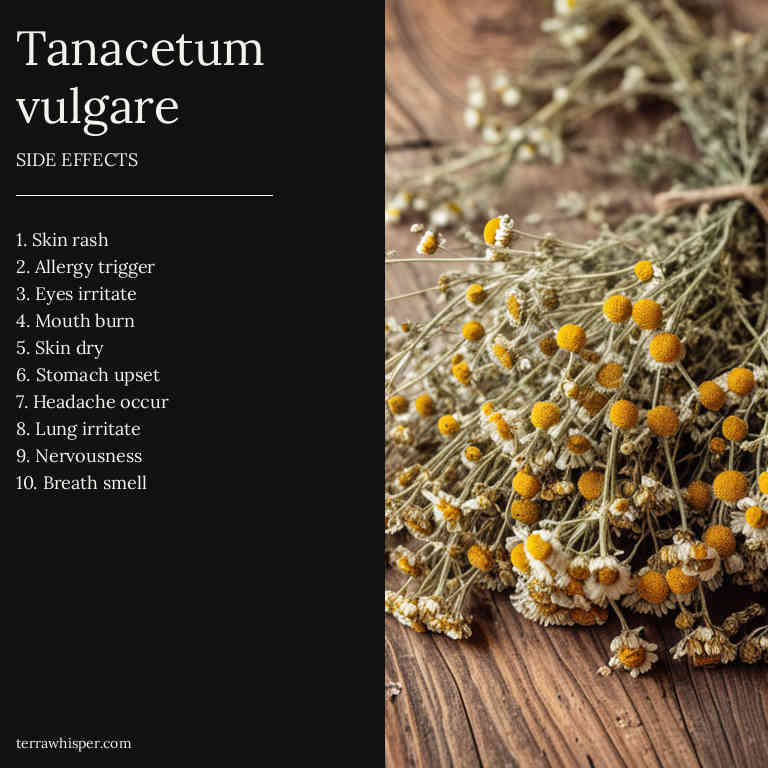 Tanacetum
vulgare
SIDE EFFECTS
1. Skin rash
2. Allergy trigger
3. Eyes irritate
4. Mouth burn
5. Skin dry
6. Stomach upset
7. Headache occur
8. Lung irritate
9. Nervousness
10. Breath smell
terrawhisper.com